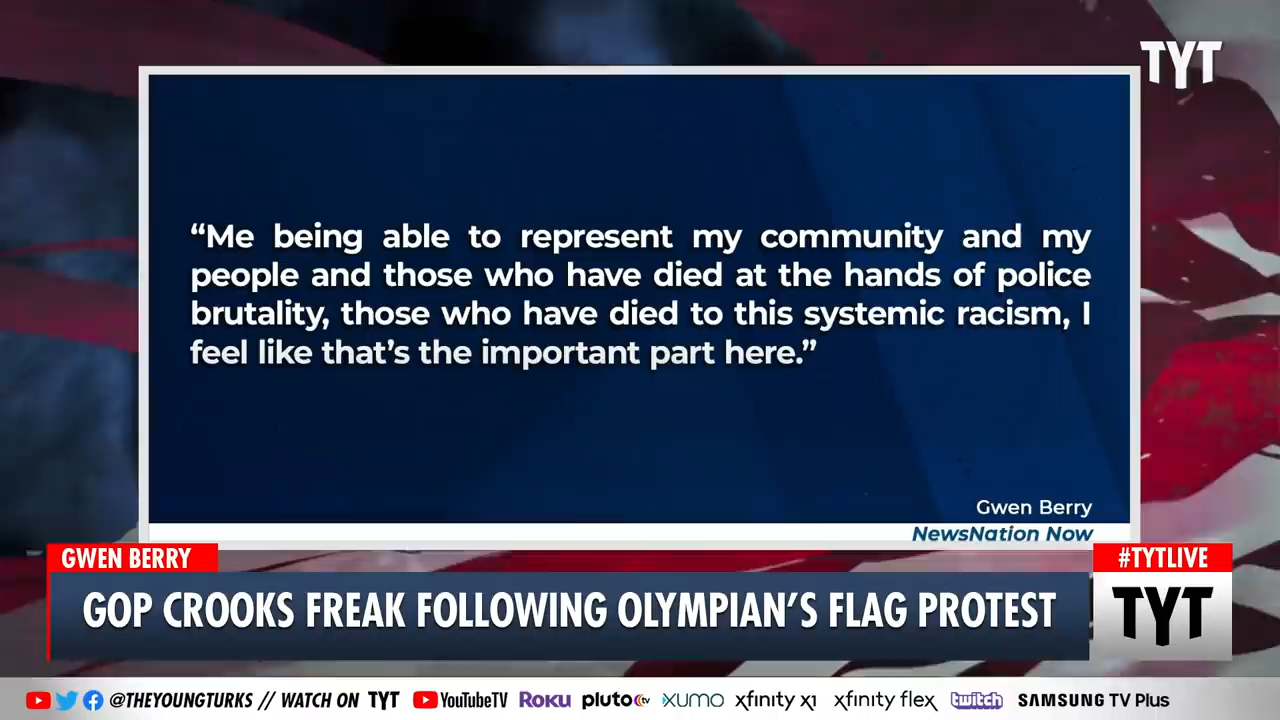 TYT
“Me being able to represent my community and my
people and those who have died at the hands of police
brutality, those who have died to this systemic racism, I
feel like that’s the important part here.”
Gwen Berry
NewsNation Now
GWEN BERRY
#TYTLIVE
GOP CROOKS FREAK FOLLOWING OLYMPIAN’S FLAG PROTEST
TYT
@THEYOUNGTURKS // WATCH ON TYT YouTubeTV ROKU pluto tv XUMO xfinity x1 xfinity flex twitch SAMSUNG TV Plus